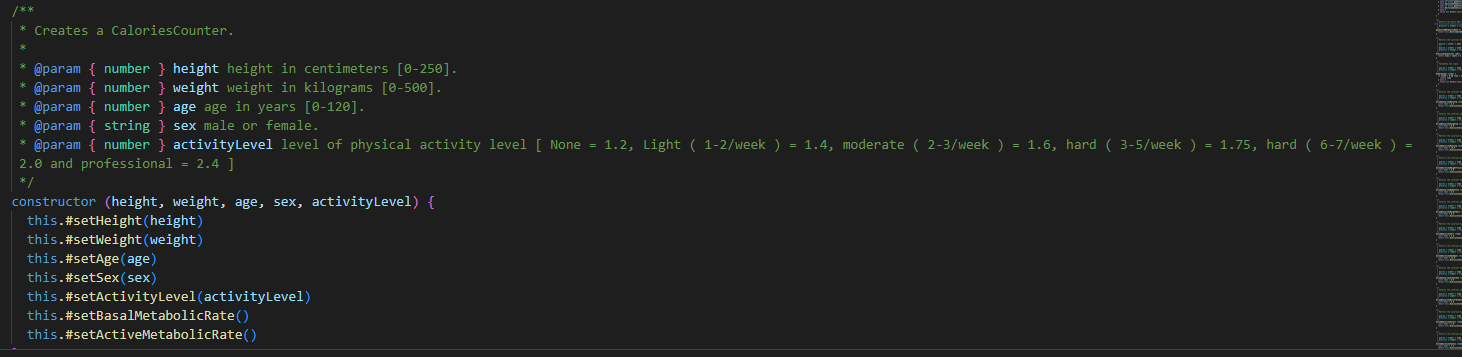 /**
* Creates a CaloriesCounter.
*
* @param { number } height height in centimeters [0-250].
* @param { number } weight weight in kilograms [0-500].
* @param { number } age age in years [0-120].
* @param { string } sex male or female.
* @param { number } activityLevel level of physical activity level [ None = 1.2, Light ( 1-2/week ) = 1.4, moderate ( 2-3/week ) = 1.6, hard ( 3-5/week ) = 1.75, hard ( 6-7/week ) =
2.0 and professional = 2.4 ]
*/
constructor (height, weight, age, sex, activityLevel) {
this.#setHeight(height)
this.#setWeight(weight)
this.#setAge(age)
this.#setSex(sex)
this.#setActivityLevel(activityLevel)
this.#setBasalMetabolicRate()
this.#setActiveMetabolicRate()